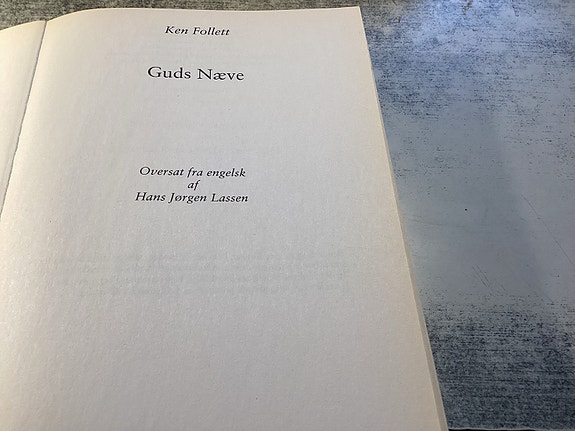 Ken Follett
Guds Næve
Oversat fra engelsk
af
Hans Jørgen Lassen